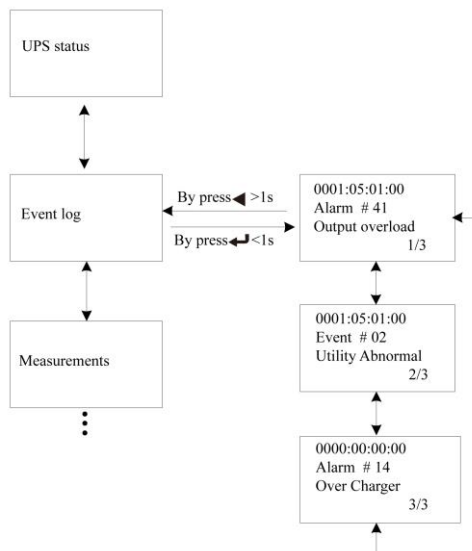 UPS status
Event log
By press ◀ >1s
By press ↵ <1s
0001:05:01:00
Alarm # 41
Output overload
1/3
Measurements
0001:05:01:00
Event # 02
Utility Abnormal
2/3
0000:00:00:00
Alarm # 14
Over Charger
3/3